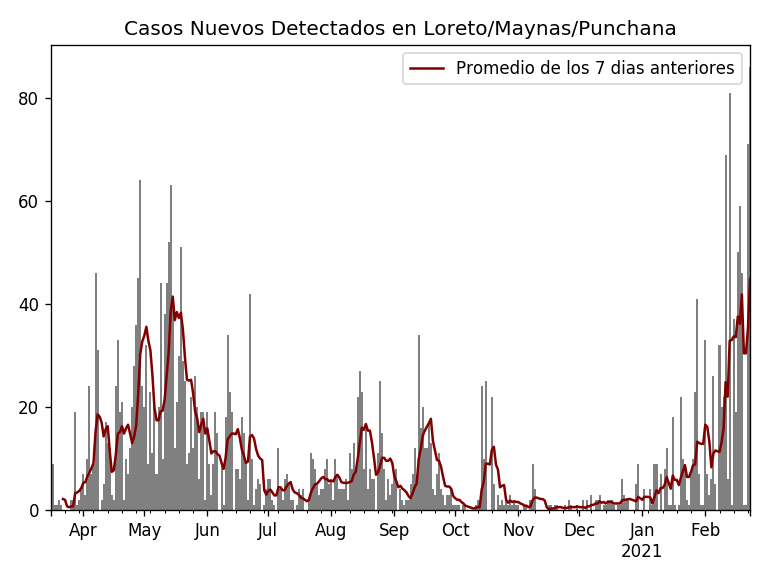 Casos Nuevos Detectados en Loreto/Maynas/Punchana
Promedio de los 7 dias anteriores
80
60
40
20
0
Apr May Jun Jul Aug Sep Oct Nov Dec Jan Feb
2021